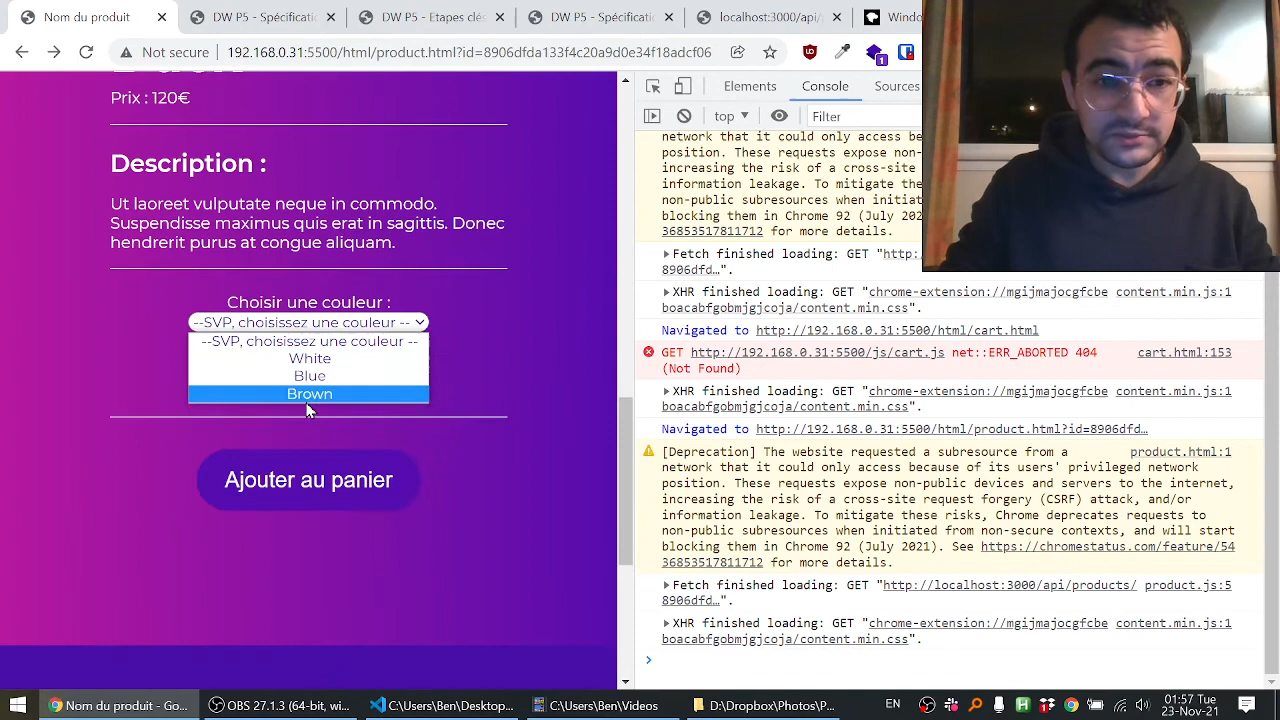 Nom du produit
DW P5 - Spécificati
DW P5 - Etapes clés
DW P5 - Spécificati
localhost:3000/api/
Windo
Not secure
192.168.0.31:5500/html/product.html?id=8906dfda133f4c20a9d0e34f18adcf06
1
Prix : 120€
Description :
Ut laoreet vulputate neque in commodo.
Suspendisse maximus quis erat in sagittis. Donec
hendrerit purus at congue aliquam.
Choisir une couleur :
--SVP, choisissez une couleur --
--SVP, choisissez une couleur --
White
Blue
Brown
Ajouter au panier
Elements
Console
Sources
top ▼
Filter
network that it could only access be
position. These requests expose non-
increasing the risk of a cross-site
information leakage. To mitigate the
non-public subresources when initiat
blocking them in Chrome 92 (July 202
36853517811712 for more details.
Fetch finished loading: GET "http:/
8906dfd…".
XHR finished loading: GET "chrome-extension://mgijmajocgfcbe content.min.js:1
boacabfgobmjgjcoja/content.min.css".
Navigated to http://192.168.0.31:5500/html/cart.html
GET http://192.168.0.31:5500/js/cart.js net::ERR_ABORTED 404 cart.html:153
(Not Found)
XHR finished loading: GET "chrome-extension://mgijmajocgfcbe content.min.js:1
boacabfgobmjgjcoja/content.min.css".
Navigated to http://192.168.0.31:5500/html/product.html?id=8906dfd…
[Deprecation] The website requested a subresource from a product.html:1
network that it could only access because of its users' privileged network
position. These requests expose non-public devices and servers to the internet,
increasing the risk of a cross-site request forgery (CSRF) attack, and/or
information leakage. To mitigate these risks, Chrome deprecates requests to
non-public subresources when initiated from non-secure contexts, and will start
blocking them in Chrome 92 (July 2021). See https://chromestatus.com/feature/54
36853517811712 for more details.
Fetch finished loading: GET "http://localhost:3000/api/products/ product.js:5
8906dfd…".
XHR finished loading: GET "chrome-extension://mgijmajocgfcbe content.min.js:1
boacabfgobmjgjcoja/content.min.css".
Nom du produit - Go...
OBS 27.1.3 (64-bit, wi...
C:\Users\Ben\Desktop...
C:\Users\Ben\Videos
D:\Dropbox\Photos P...
EN
01:57 Tue
23-Nov-21